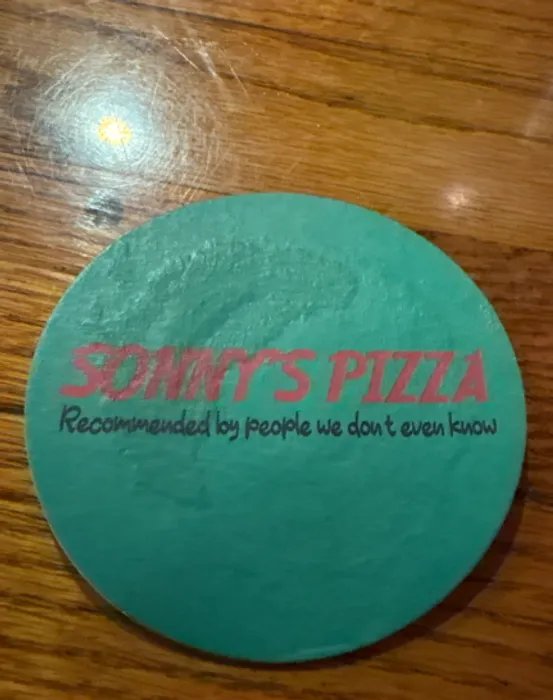 SONNY'S PIZZA
Recommended by people we don't even know